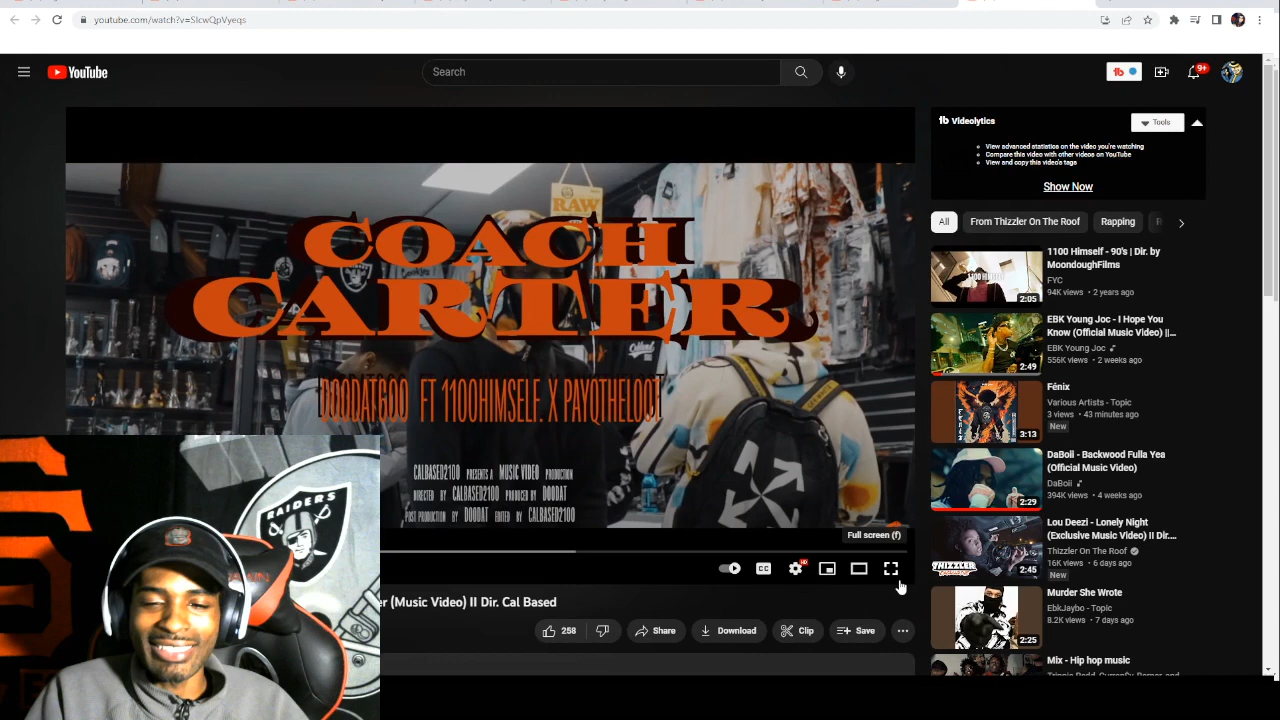 youtube.com/watch?v=SlcwQpVyeqs
YouTube
Search
9+
Videolytics
Tools
View advanced statistics on the video you're watching
Compare this video with other videos on YouTube
View and copy this video's tags
Show Now
All
From Thizzler On The Roof
Rapping
RAW
COACH
CARTER
DOODAT600 FT 1100HIMSELF. X PAYQTHELOOT
CALBASED2100 PRESENTS A MUSIC VIDEO PRODUCTION
DIRECTED BY CALBASED2100 PRODUCED BY DOODAT
POST PRODUCTION BY DOODAT EDITED BY CALBASED2100
Full screen (f)
HD
r (Music Video) II Dir. Cal Based
258
Share
Download
Clip
Save
1100 Himself - 90's | Dir. by
MoondoughFilms
FYC
94K views • 2 years ago
2:05
EBK Young Joc - I Hope You
Know (Official Music Video) ||...
EBK Young Joc
556K views • 2 weeks ago
2:49
Fénix
Various Artists - Topic
3 views • 43 minutes ago
New
3:13
DaBoii - Backwood Fulla Yea
(Official Music Video)
DaBoii
394K views • 4 weeks ago
2:29
Lou Deezi - Lonely Night
(Exclusive Music Video) II Dir....
Thizzler On The Roof
16K views • 6 days ago
New
THIZZLER
2:45
Murder She Wrote
EbkJaybo - Topic
8.2K views • 7 days ago
2:25
Mix - Hip hop music
RAIDERS